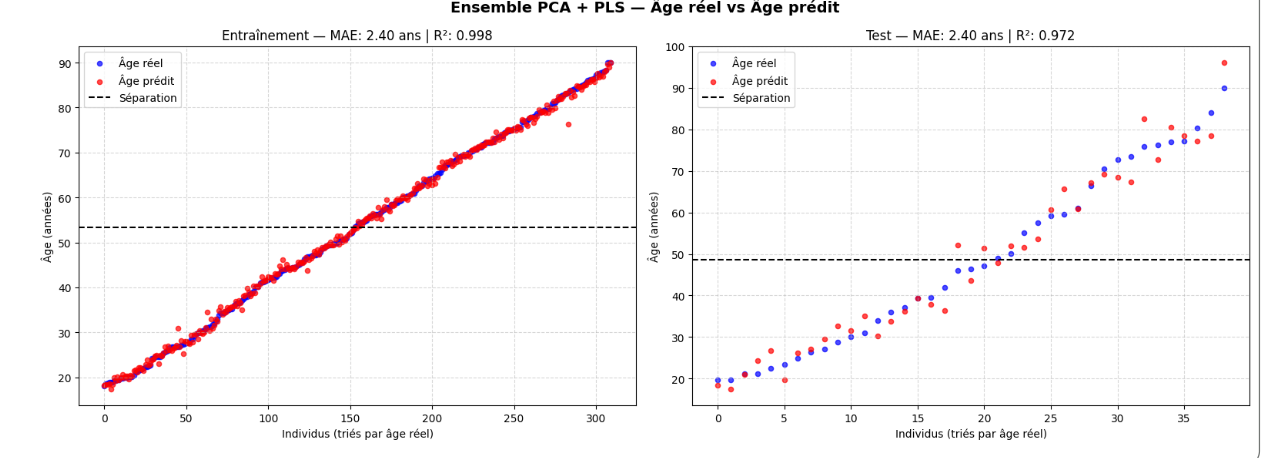 Ensemble PCA + PLS — Âge réel vs Âge prédit
Entraînement — MAE: 2.40 ans | R²: 0.998
Âge réel
Âge prédit
Séparation
90
80
70
60
50
40
30
20
Âge (années)
0 50 100 150 200 250 300
Individus (triés par âge réel)
Test — MAE: 2.40 ans | R²: 0.972
Âge réel
Âge prédit
Séparation
100
90
80
70
60
50
40
30
20
Âge (années)
0 5 10 15 20 25 30 35
Individus (triés par âge réel)